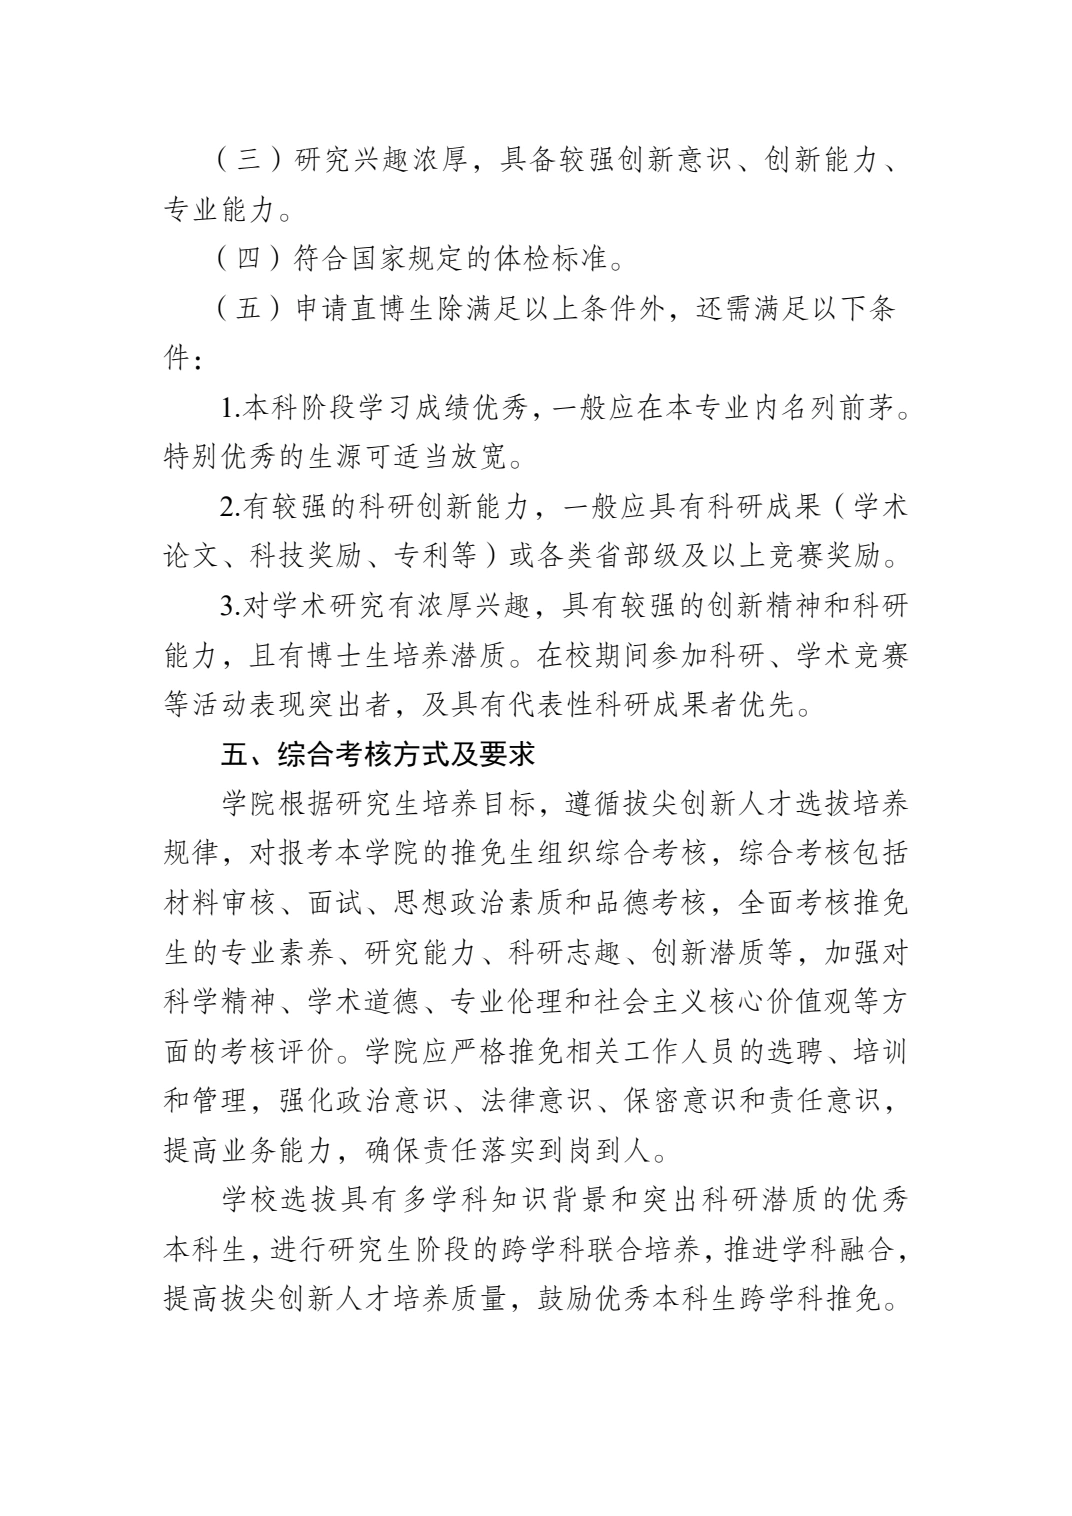 （三）研究兴趣浓厚，具备较强创新意识、创新能力、
专业能力。
（四）符合国家规定的体检标准。
（五）申请直博生除满足以上条件外，还需满足以下条
件：
1.本科阶段学习成绩优秀，一般应在本专业内名列前茅。
特别优秀的生源可适当放宽。
2.有较强的科研创新能力，一般应具有科研成果（学术
论文、科技奖励、专利等）或各类省部级及以上竞赛奖励。
3.对学术研究有浓厚兴趣，具有较强的创新精神和科研
能力，且有博士生培养潜质。在校期间参加科研、学术竞赛
等活动表现突出者，及具有代表性科研成果者优先。
五、综合考核方式及要求
学院根据研究生培养目标，遵循拔尖创新人才选拔培养
规律，对报考本学院的推免生组织综合考核，综合考核包括
材料审核、面试、思想政治素质和品德考核，全面考核推免
生的专业素养、研究能力、科研志趣、创新潜质等，加强对
科学精神、学术道德、专业伦理和社会主义核心价值观等方
面的考核评价。学院应严格推免相关工作人员的选聘、培训
和管理，强化政治意识、法律意识、保密意识和责任意识，
提高业务能力，确保责任落实到岗到人。
学校选拔具有多学科知识背景和突出科研潜质的优秀
本科生，进行研究生阶段的跨学科联合培养，推进学科融合，
提高拔尖创新人才培养质量，鼓励优秀本科生跨学科推免。